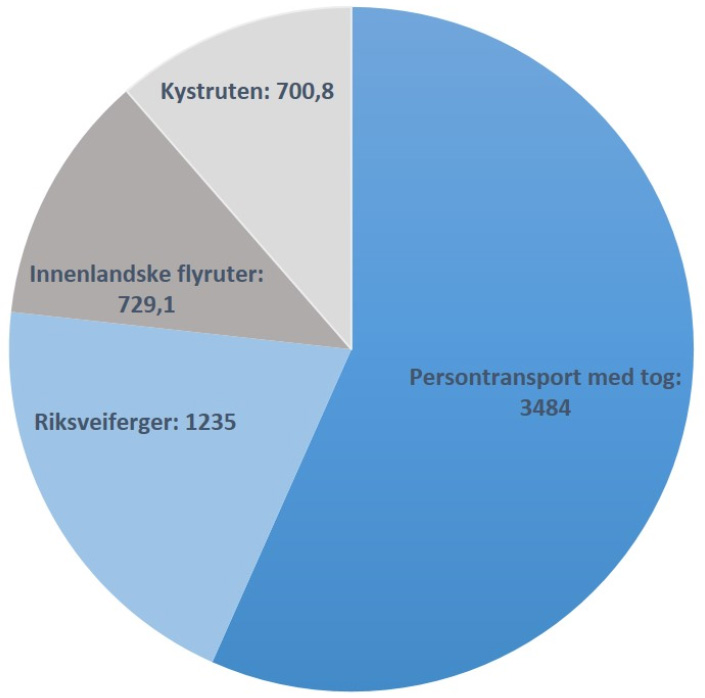 Kystruten: 700,8
Innenlandske flyruter:
729,1
Persontransport med tog:
3484
Riksveiferger: 1235